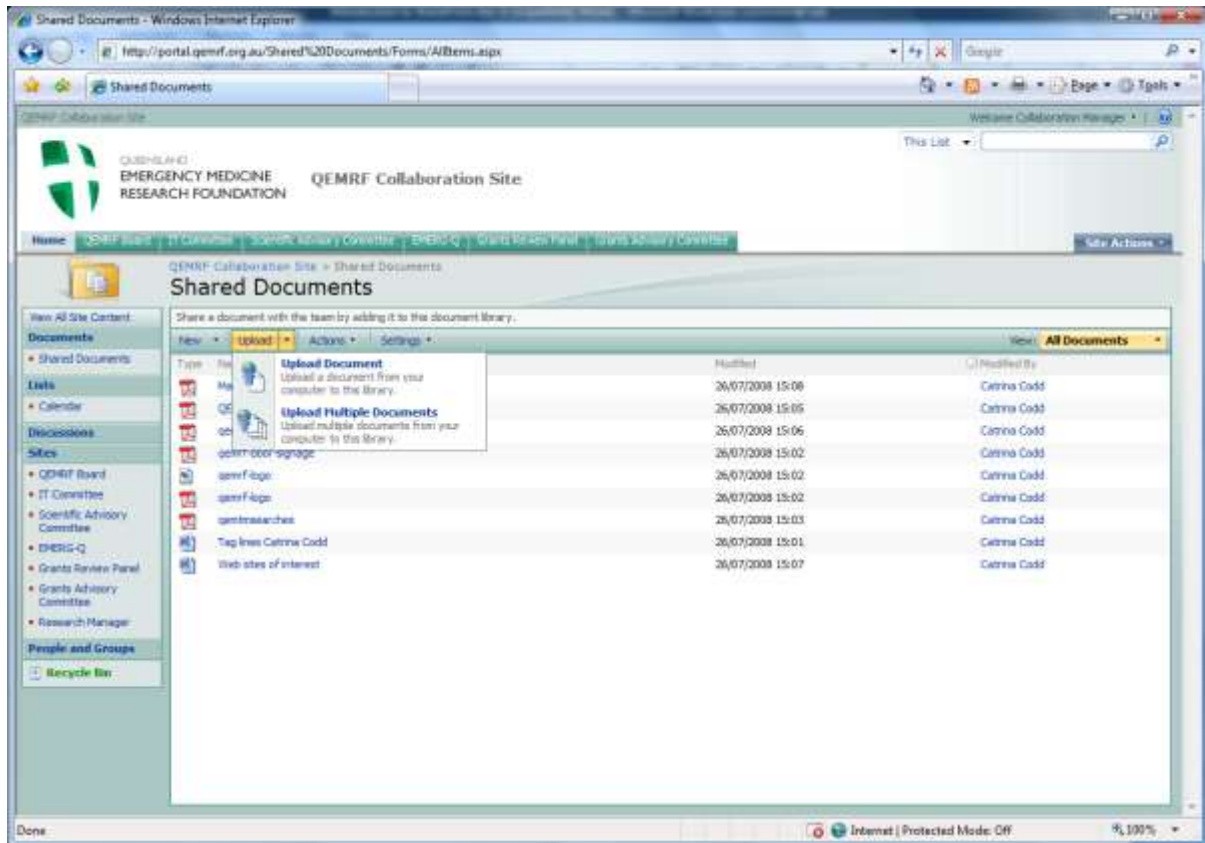 Shared Documents - Windows Internet Explorer
http://portal.qemrf.org.au/Shared%20Documents/Forms/AllItems.aspx
Google
Shared Documents
Page
Tools
QEMRF Collaboration Site
Welcome Collaboration Manager
This List
QUEENSLAND
EMERGENCY MEDICINE
RESEARCH FOUNDATION
QEMRF Collaboration Site
Home
QEMRF Board
IT Committee
Scientific Advisory Committee
EMERG-Q
Grants Review Panel
Grants Advisory Committee
Site Actions
QEMRF Collaboration Site > Shared Documents
Shared Documents
View All Site Content
Documents
Shared Documents
Lists
Calendar
Discussions
Sites
QEMRF Board
IT Committee
Scientific Advisory
Committee
EMERG-Q
Grants Review Panel
Grants Advisory
Committee
Research Manager
People and Groups
Recycle Bin
Share a document with the team by adding it to the document library.
New
Upload
Actions
Settings
View: All Documents
Type
Modified
Modified By
Upload Document
Upload a document from your
computer to this library.
Upload Multiple Documents
Upload multiple documents from your
computer to this library.
26/07/2008 15:08 Catrina Codd
26/07/2008 15:05 Catrina Codd
26/07/2008 15:06 Catrina Codd
qemrf door signage 26/07/2008 15:02 Catrina Codd
qemrf-logo 26/07/2008 15:02 Catrina Codd
qemrf-logo 26/07/2008 15:02 Catrina Codd
26/07/2008 15:03 Catrina Codd
Tag lines Catrina Codd 26/07/2008 15:01 Catrina Codd
Web sites of interest 26/07/2008 15:07 Catrina Codd
Done
Internet | Protected Mode: Off
100%